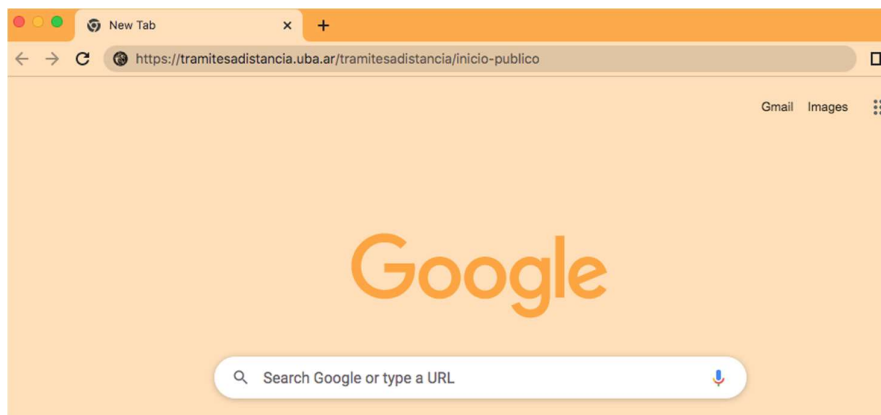 New Tab
https://tramitesadistancia.uba.ar/tramitesadistancia/inicio-publico
Gmail Images
Google
Search Google or type a URL